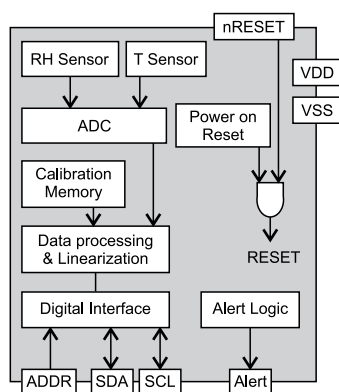 nRESET
RH Sensor
T Sensor
VDD
VSS
ADC
Power on
Reset
Calibration
Memory
Data processing
& Linearization
RESET
Digital Interface
Alert Logic
ADDR
SDA
SCL
Alert